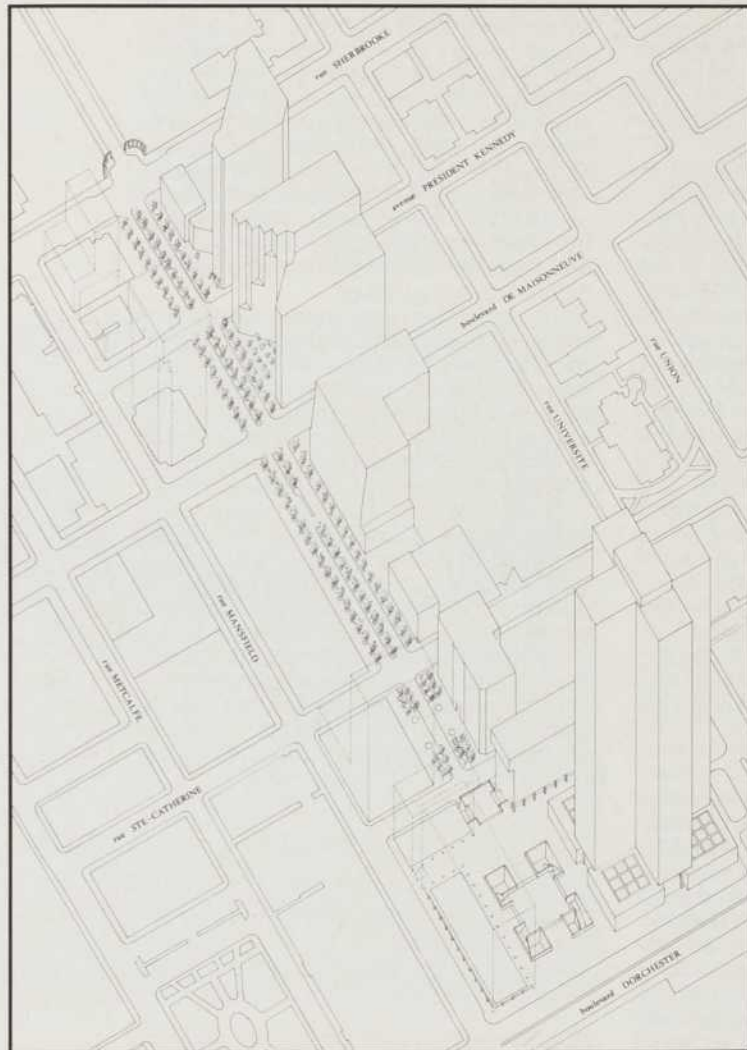 rue SHERBROOKE
avenue PRESIDENT KENNEDY
boulevard DE MAISONNEUVE
rue UNION
rue UNIVERSITE
rue MANSFIELD
rue METCALFE
rue STE-CATHERINE
boulevard DORCHESTER